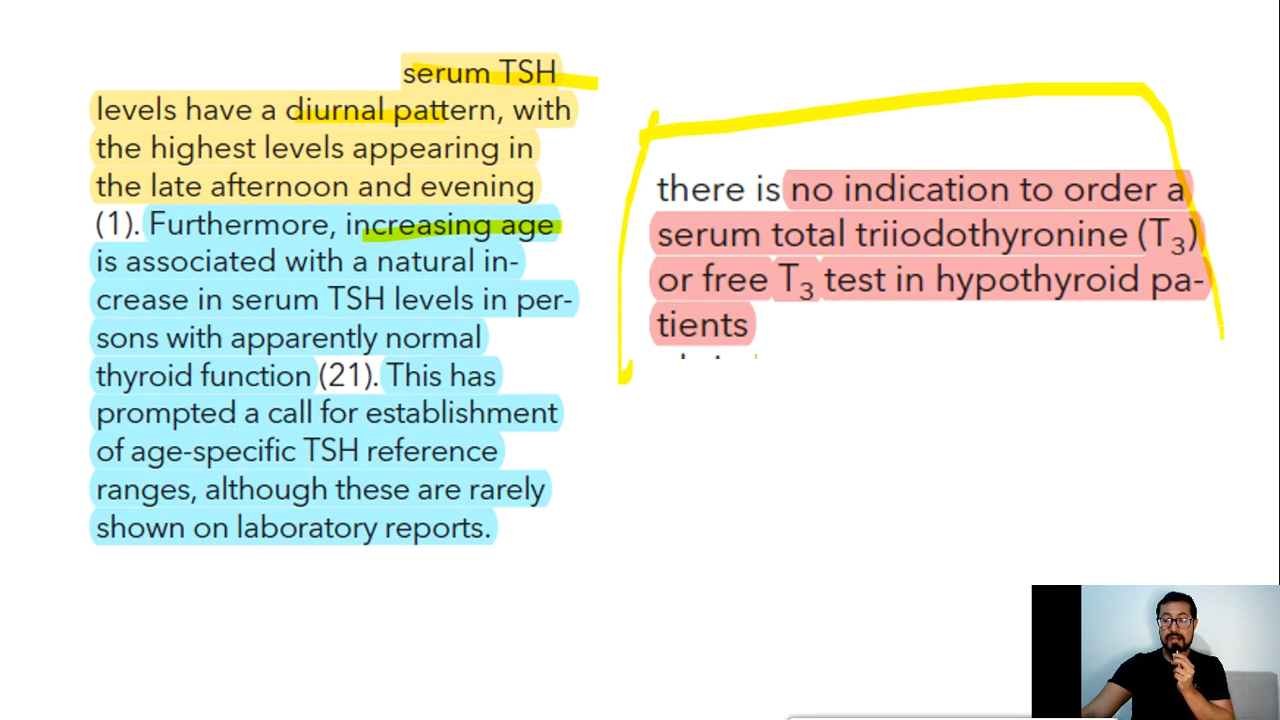 serum TSH
levels have a diurnal pattern, with
the highest levels appearing in
the late afternoon and evening
(1). Furthermore, increasing age
is associated with a natural in-
crease in serum TSH levels in per-
sons with apparently normal
thyroid function (21). This has
prompted a call for establishment
of age-specific TSH reference
ranges, although these are rarely
shown on laboratory reports.
there is no indication to order a
serum total triiodothyronine (T₃)
or free T₃ test in hypothyroid pa-
tients